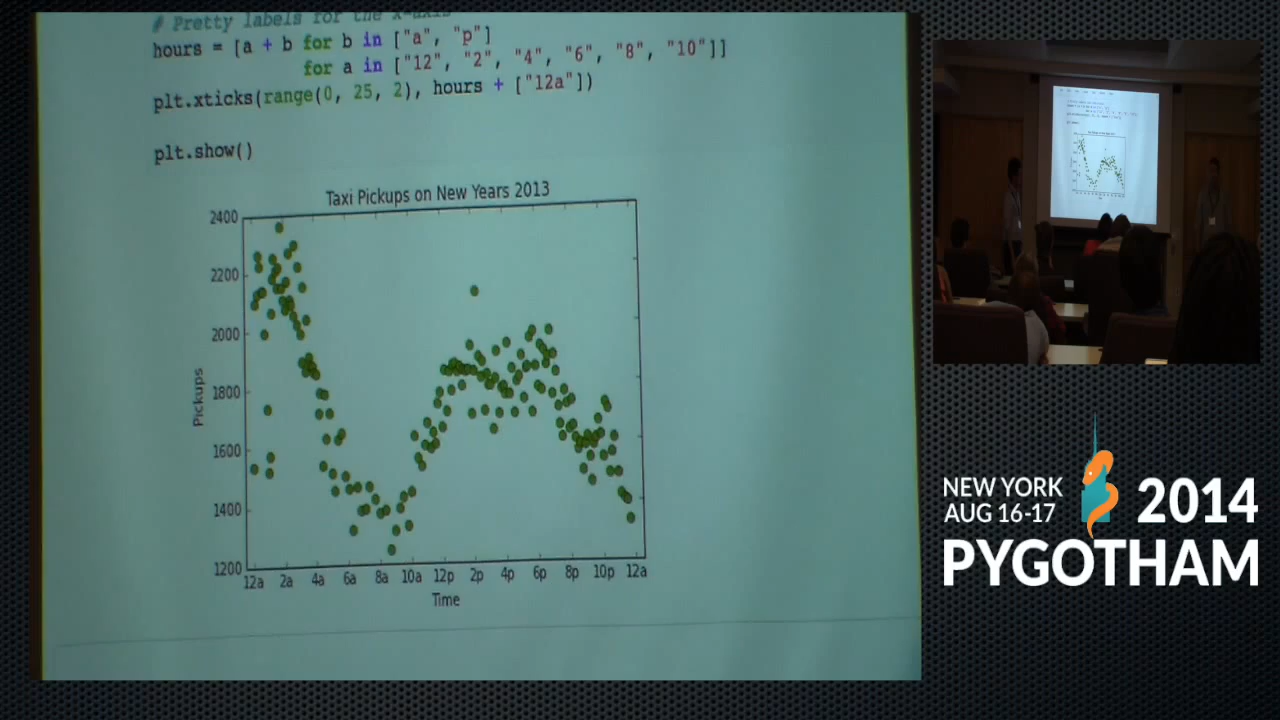 # Pretty labels for the x-axis
hours = [a + b for b in ["a", "p"]
for a in ["12", "2", "4", "6", "8", "10"]]
plt.xticks(range(0, 25, 2), hours + ["12a"])
plt.show()
Taxi Pickups on New Years 2013
2400
2200
2000
1800
1600
1400
1200
Pickups
12a 2a 4a 6a 8a 10a 12p 2p 4p 6p 8p 10p 12a
Time
NEW YORK
AUG 16-17
2014
PYGOTHAM